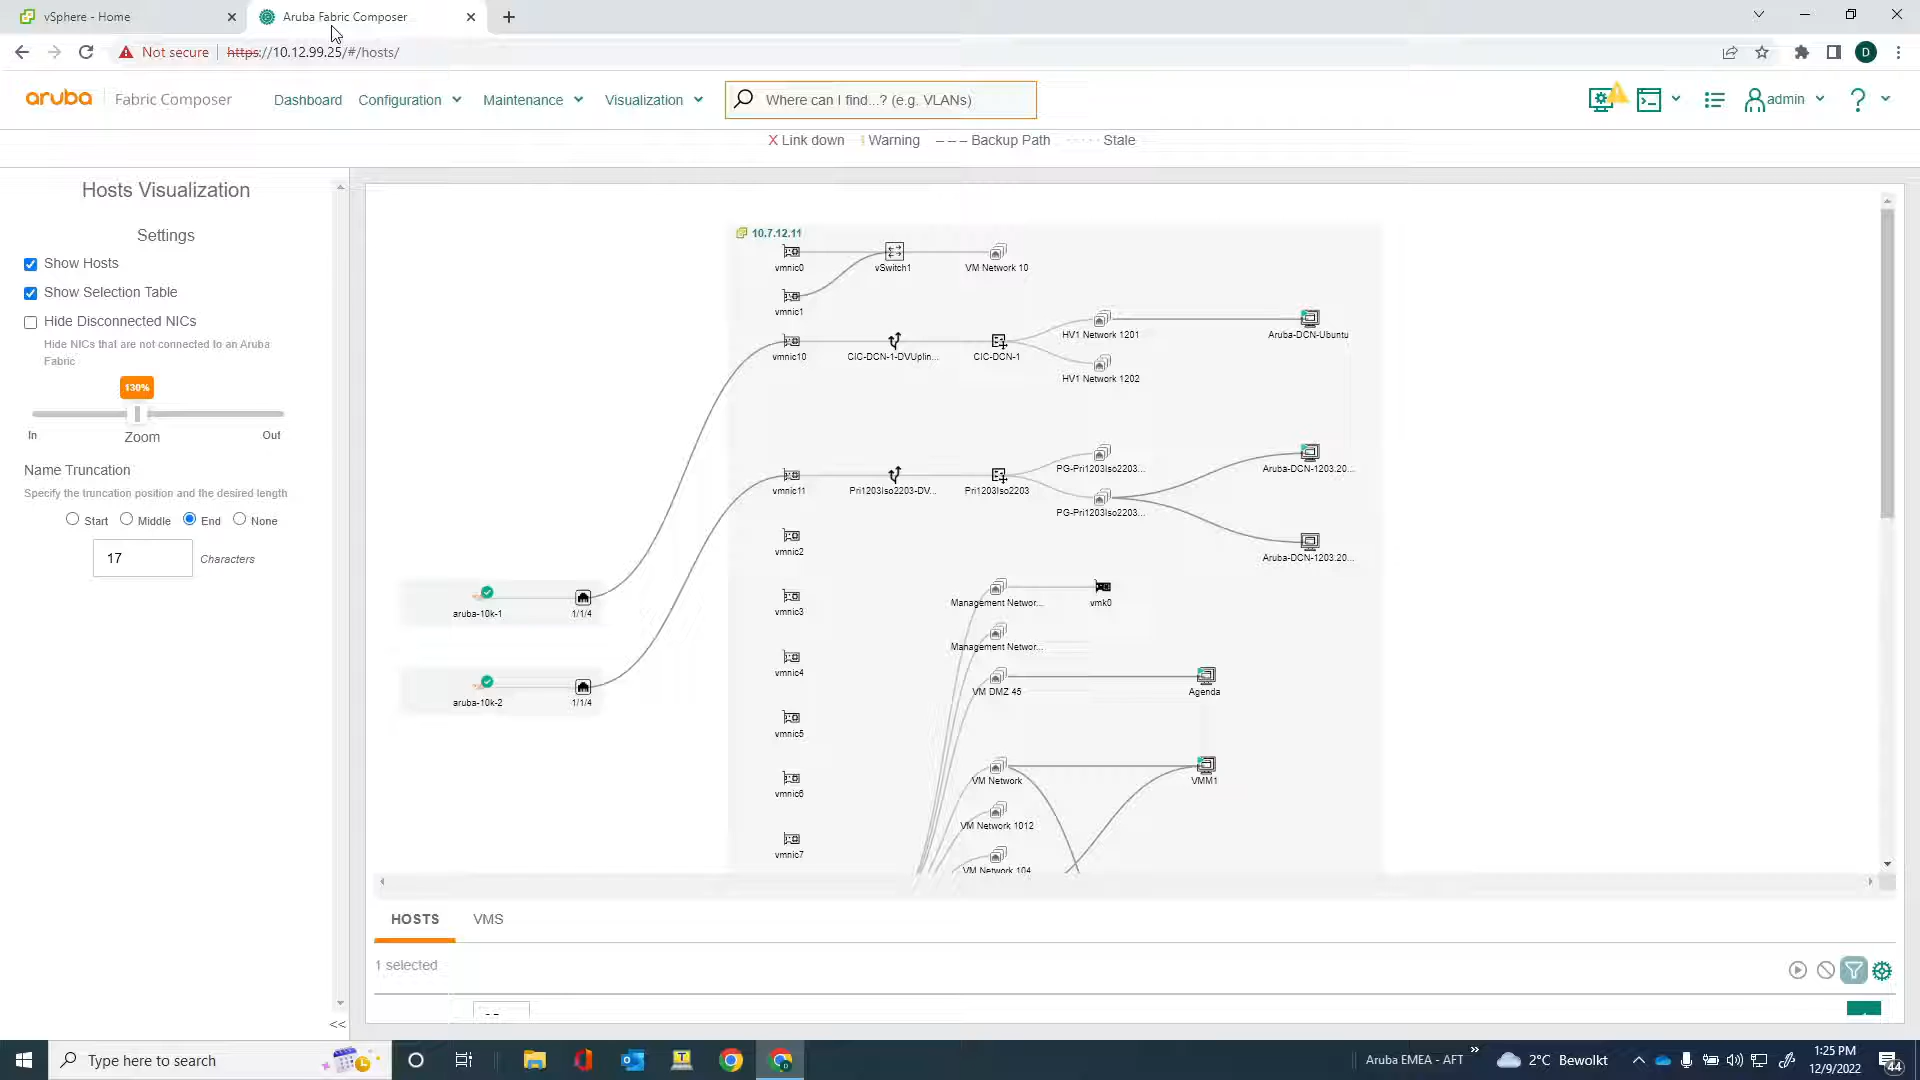 vSphere - Home
Aruba Fabric Composer
Not secure
https://10.12.99.25/#/hosts/
aruba
Fabric Composer
Dashboard
Configuration
Maintenance
Visualization
Where can I find...? (e.g. VLANs)
admin
?
X Link down
! Warning
--- Backup Path
Stale
Hosts Visualization
Settings
Show Hosts
Show Selection Table
Hide Disconnected NICs
Hide NICs that are not connected to an Aruba
Fabric
130%
In
Zoom
Out
Name Truncation
Specify the truncation position and the desired length
Start
Middle
End
None
17
Characters
<<
10.7.12.11
vmnic0
vSwitch1
VM Network 10
vmnic1
HV1 Network 1201
Aruba-DCN-Ubuntu
vmnic10
CIC-DCN-1-DVUplin...
CIC-DCN-1
HV1 Network 1202
PG-Pri1203Iso2203...
Aruba-DCN-1203.20...
vmnic11
Pri1203Iso2203-DV...
Pri1203Iso2203
PG-Pri1203Iso2203...
vmnic2
Aruba-DCN-1203.20...
vmnic3
Management Networ...
vmk0
aruba-10k-1
1/1/4
Management Networ...
vmnic4
VM DMZ 45
Agenda
aruba-10k-2
1/1/4
vmnic5
VM Network
VMM1
vmnic6
VM Network 1012
vmnic7
VM Network 104
HOSTS
VMS
1 selected
Type here to search
Aruba EMEA - AFT
»
2°C Bewolkt
1:25 PM
12/9/2022
44
D